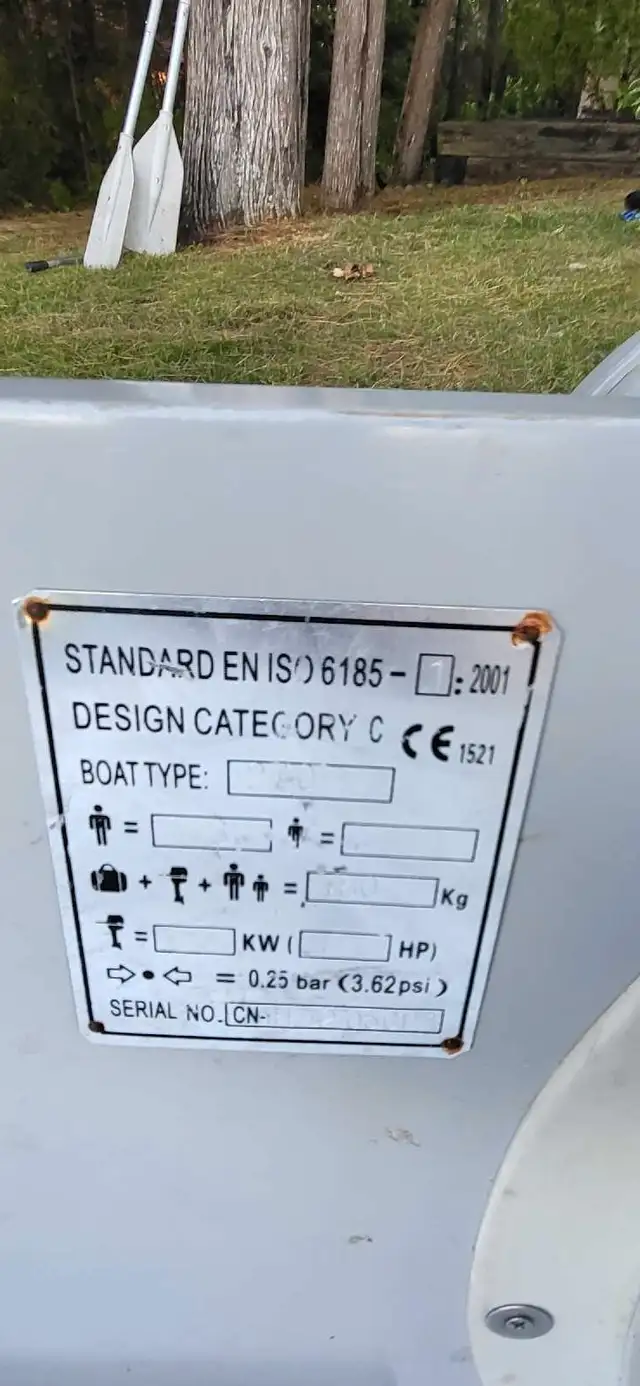 STANDARD EN ISO 6185- 1: 2001
DESIGN CATEGORY C CE 1521
BOAT TYPE:
= =
+ + = Kg
= KW ( HP)
= 0.25 bar (3.62psi)
SERIAL NO. CN-